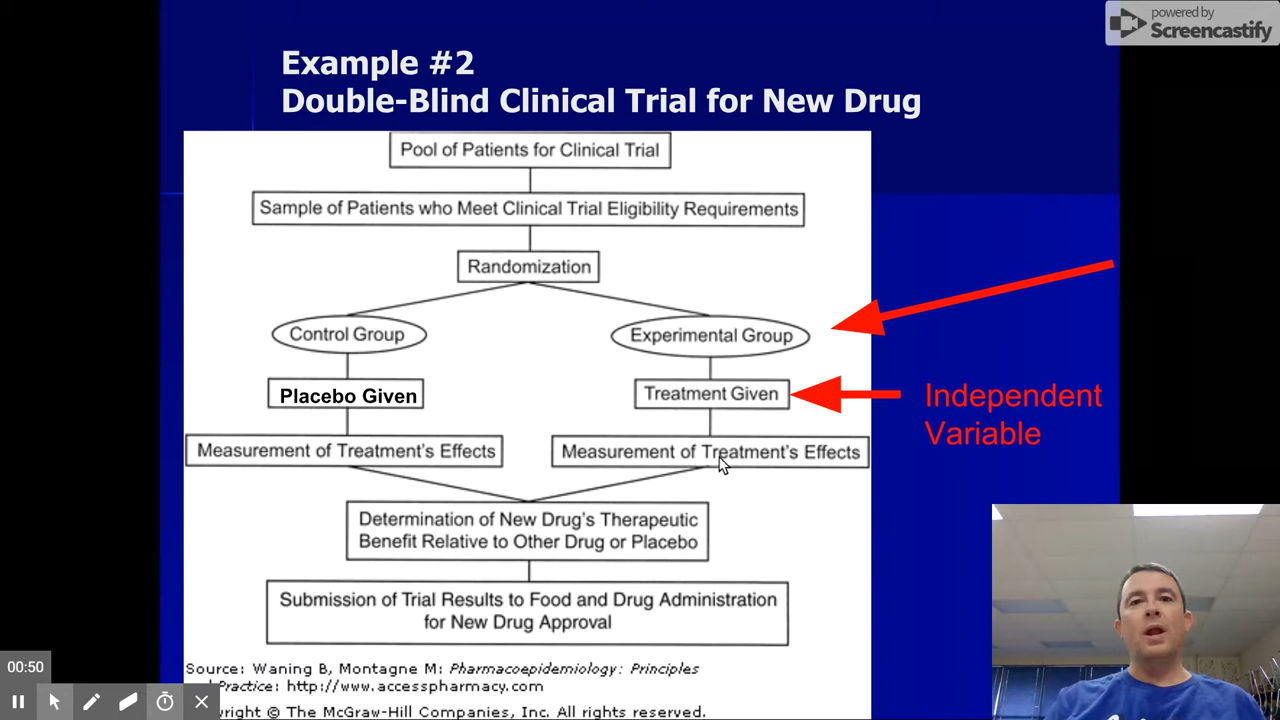 powered by
Screencastify
Example #2
Double-Blind Clinical Trial for New Drug
Pool of Patients for Clinical Trial
Sample of Patients who Meet Clinical Trial Eligibility Requirements
Randomization
Control Group
Experimental Group
Placebo Given
Treatment Given
Independent
Variable
Measurement of Treatment's Effects
Measurement of Treatment's Effects
Determination of New Drug's Therapeutic
Benefit Relative to Other Drug or Placebo
Submission of Trial Results to Food and Drug Administration
for New Drug Approval
00:50
Source: Waning B, Montagne M: Pharmacoepidemiology: Principles
Practice: http://www.accesspharmacy.com
© The McGraw-Hill Companies, Inc. All rights reserved.